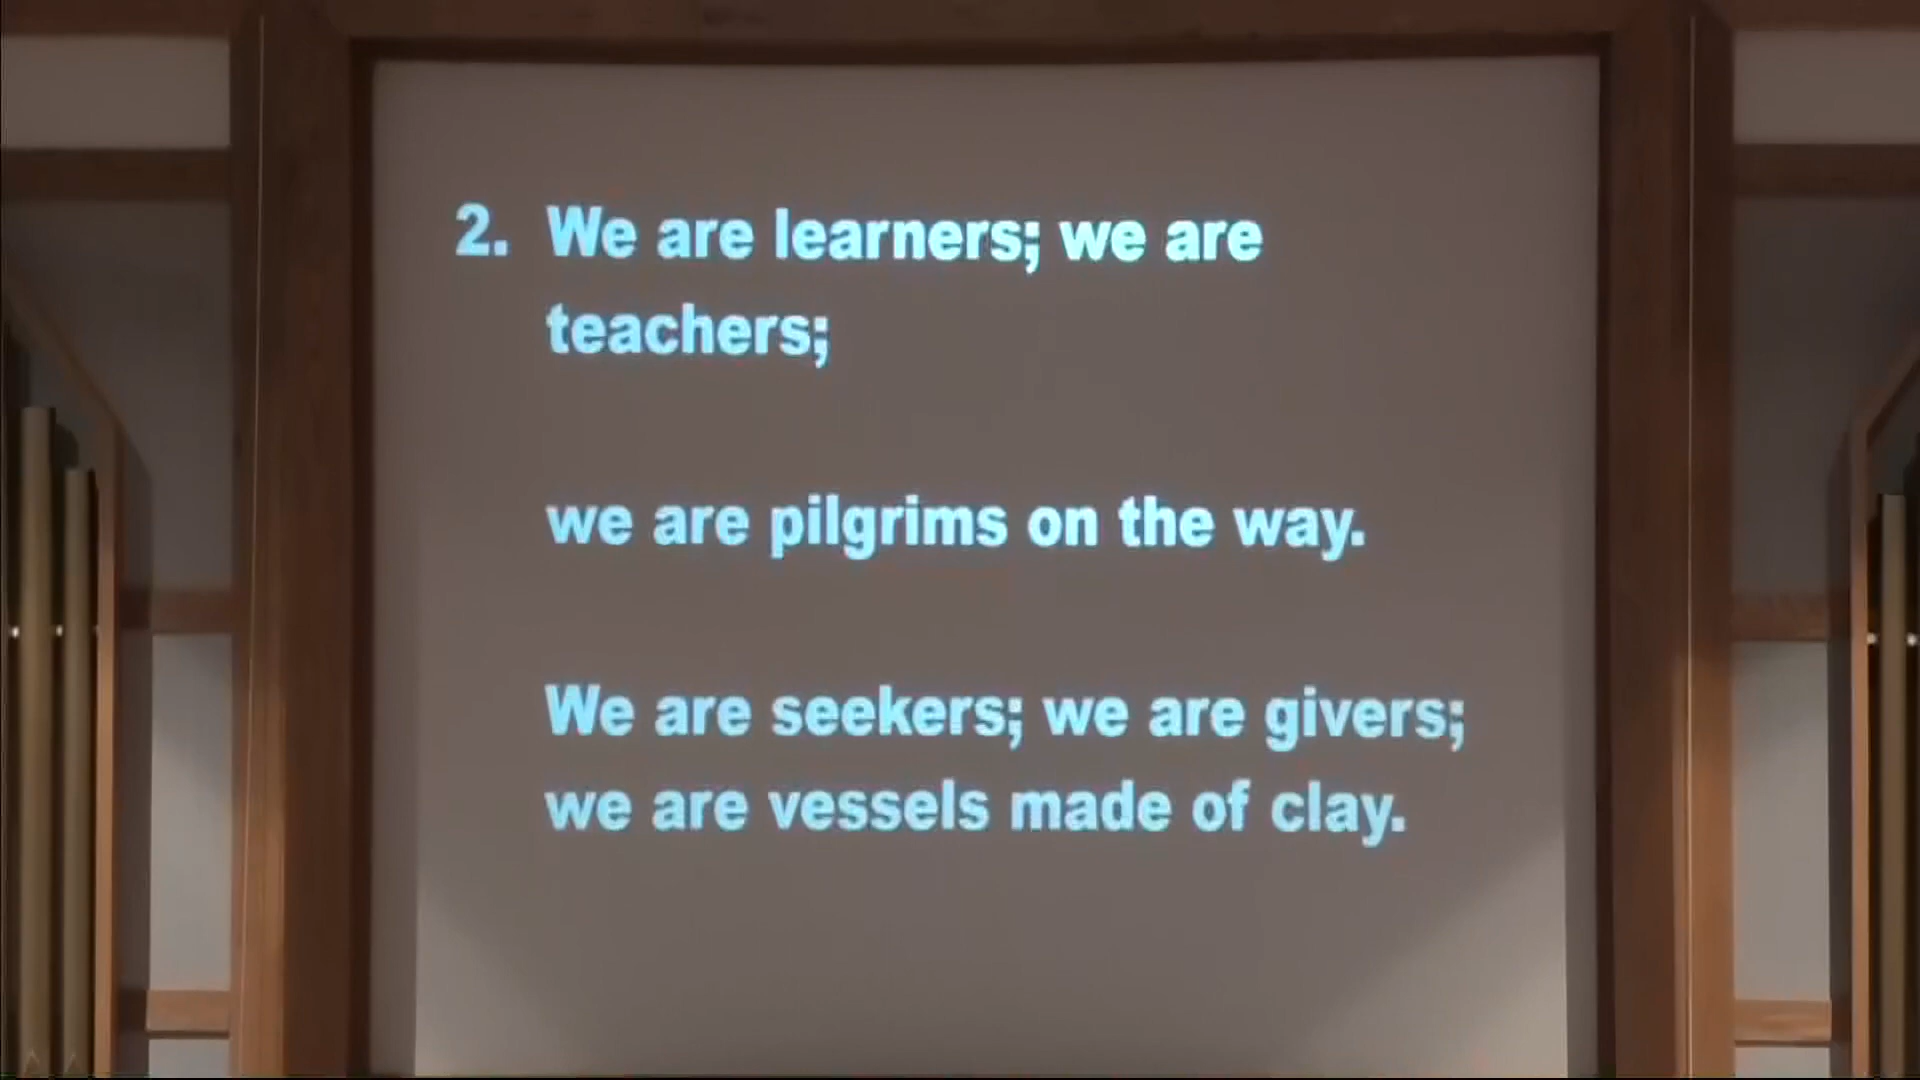 2. We are learners; we are
teachers;
we are pilgrims on the way.
We are seekers; we are givers;
we are vessels made of clay.